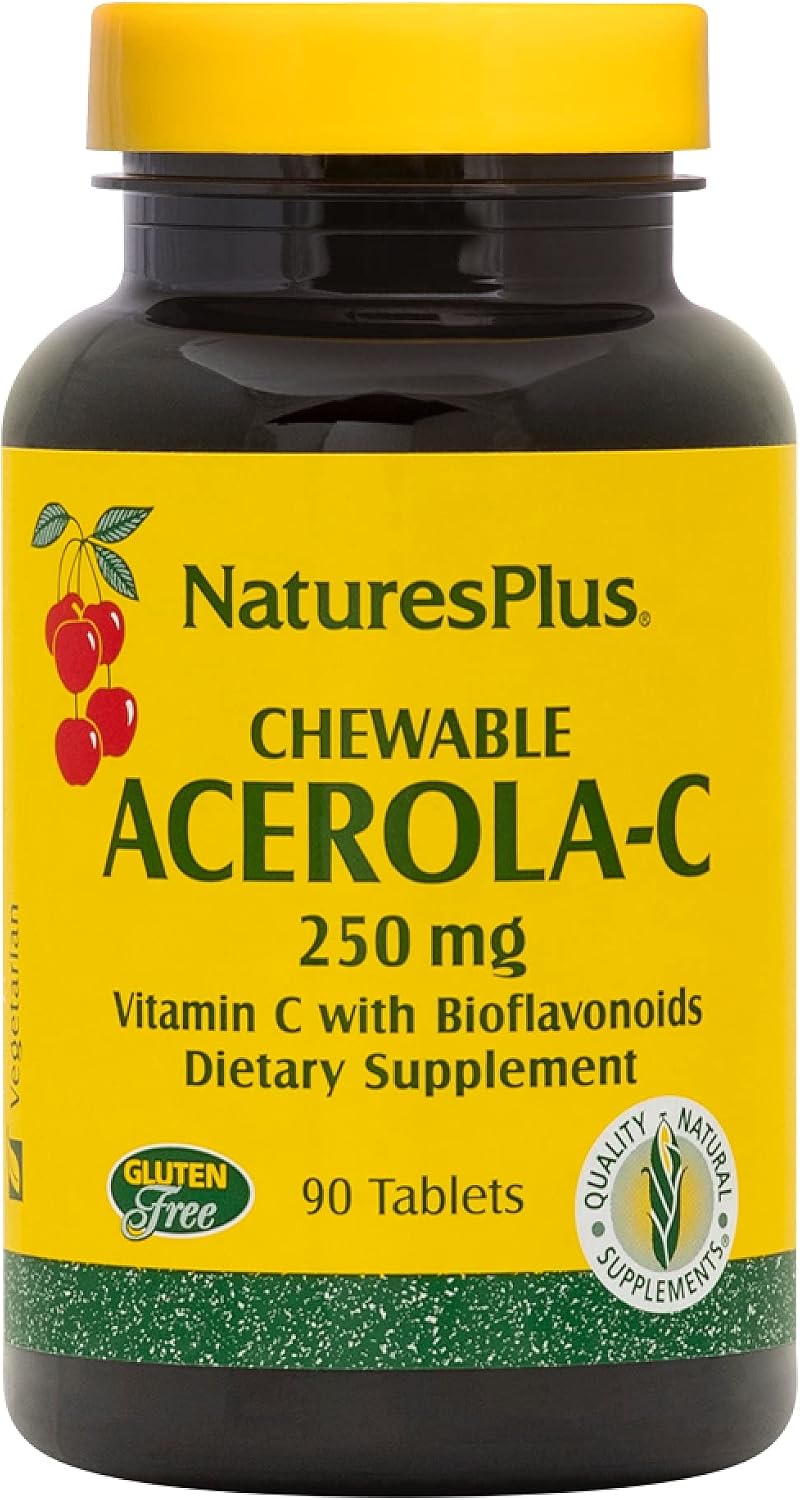 NaturesPlus®
CHEWABLE
ACEROLA-C
250 mg
Vitamin C with Bioflavonoids
Dietary Supplement
Vegetarian
GLUTEN
Free
90 Tablets
QUALITY NATURAL
SUPPLEMENTS®